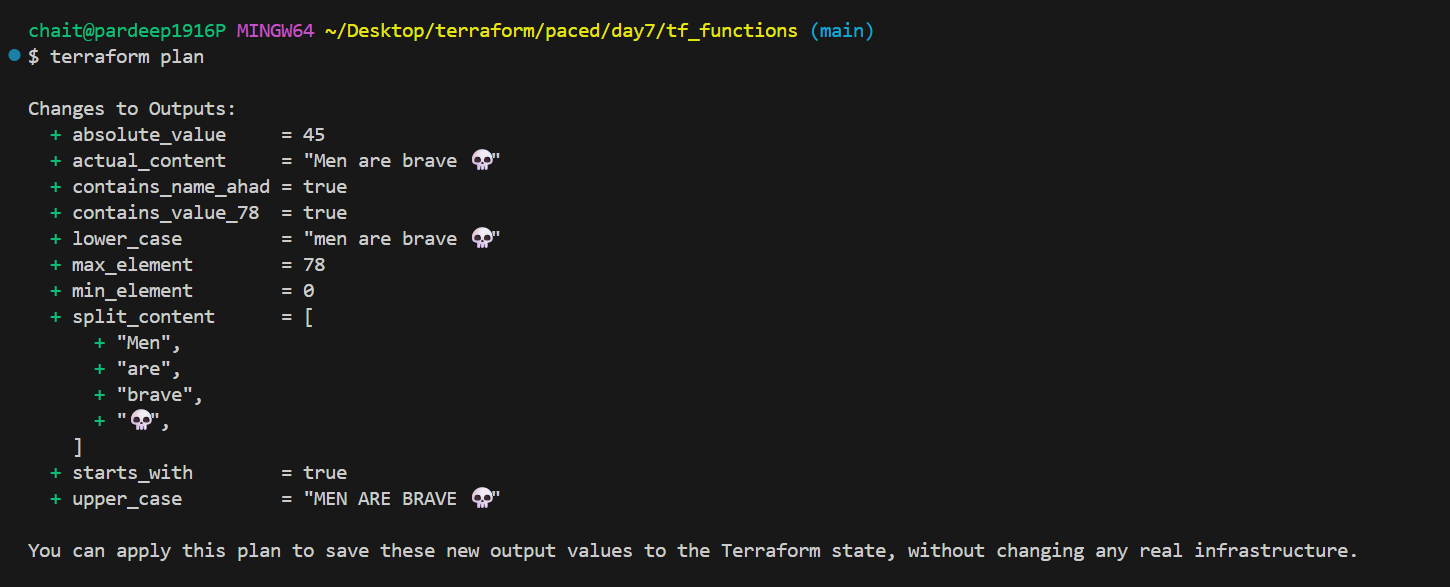 chait@pardeep1916P MINGW64 ~/Desktop/terraform/paced/day7/tf_functions (main)
$ terraform plan

Changes to Outputs:
  + absolute_value     = 45
  + actual_content     = "Men are brave 💀"
  + contains_name_ahad = true
  + contains_value_78  = true
  + lower_case         = "men are brave 💀"
  + max_element        = 78
  + min_element        = 0
  + split_content      = [
      + "Men",
      + "are",
      + "brave",
      + "💀",
    ]
  + starts_with        = true
  + upper_case         = "MEN ARE BRAVE 💀"

You can apply this plan to save these new output values to the Terraform state, without changing any real infrastructure.